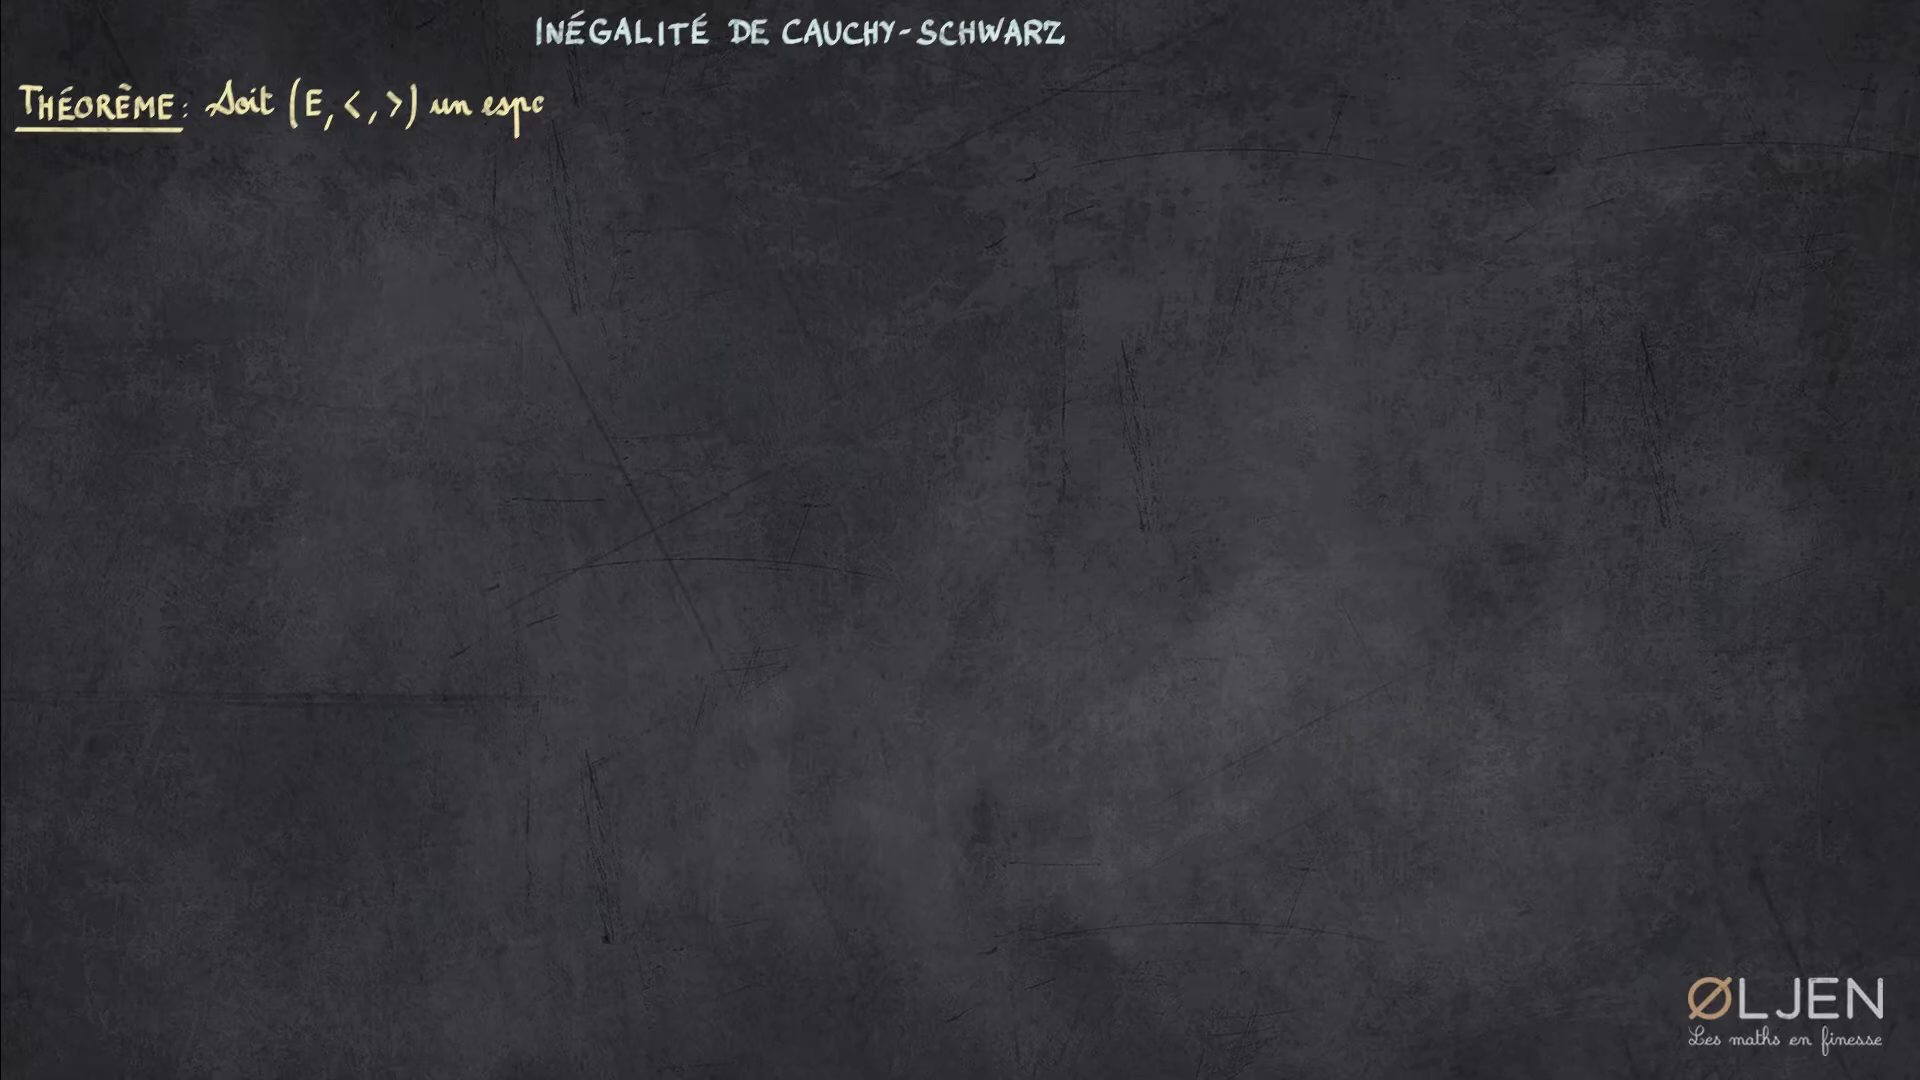 INÉGALITÉ DE CAUCHY-SCHWARZ
THÉORÈME: Soit (E, <,>) un espc
ØLJEN
Les maths en finesse